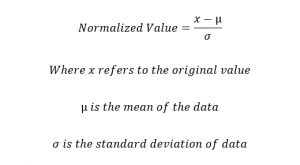 Normalized Value = (x − μ) / σ
Where x refers to the original value
μ is the mean of the data
σ is the standard deviation of data